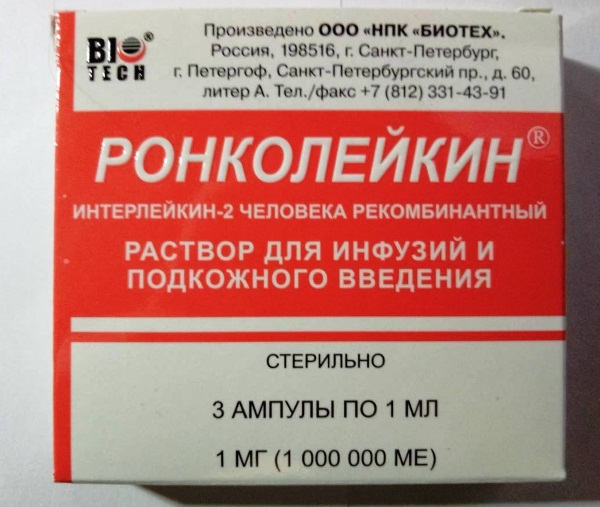 BIO®
TECH
Произведено ООО «НПК «БИОТЕХ».
Россия, 198516, г. Санкт-Петербург,
г. Петергоф, Санкт-Петербургский пр., д. 60,
литер А. Тел./факс +7 (812) 331-43-91
РОНКОЛЕЙКИН®
ИНТЕРЛЕЙКИН-2 ЧЕЛОВЕКА РЕКОМБИНАНТНЫЙ
РАСТВОР ДЛЯ ИНФУЗИЙ И
ПОДКОЖНОГО ВВЕДЕНИЯ
СТЕРИЛЬНО
3 АМПУЛЫ ПО 1 МЛ
1 МГ (1 000 000 МЕ)